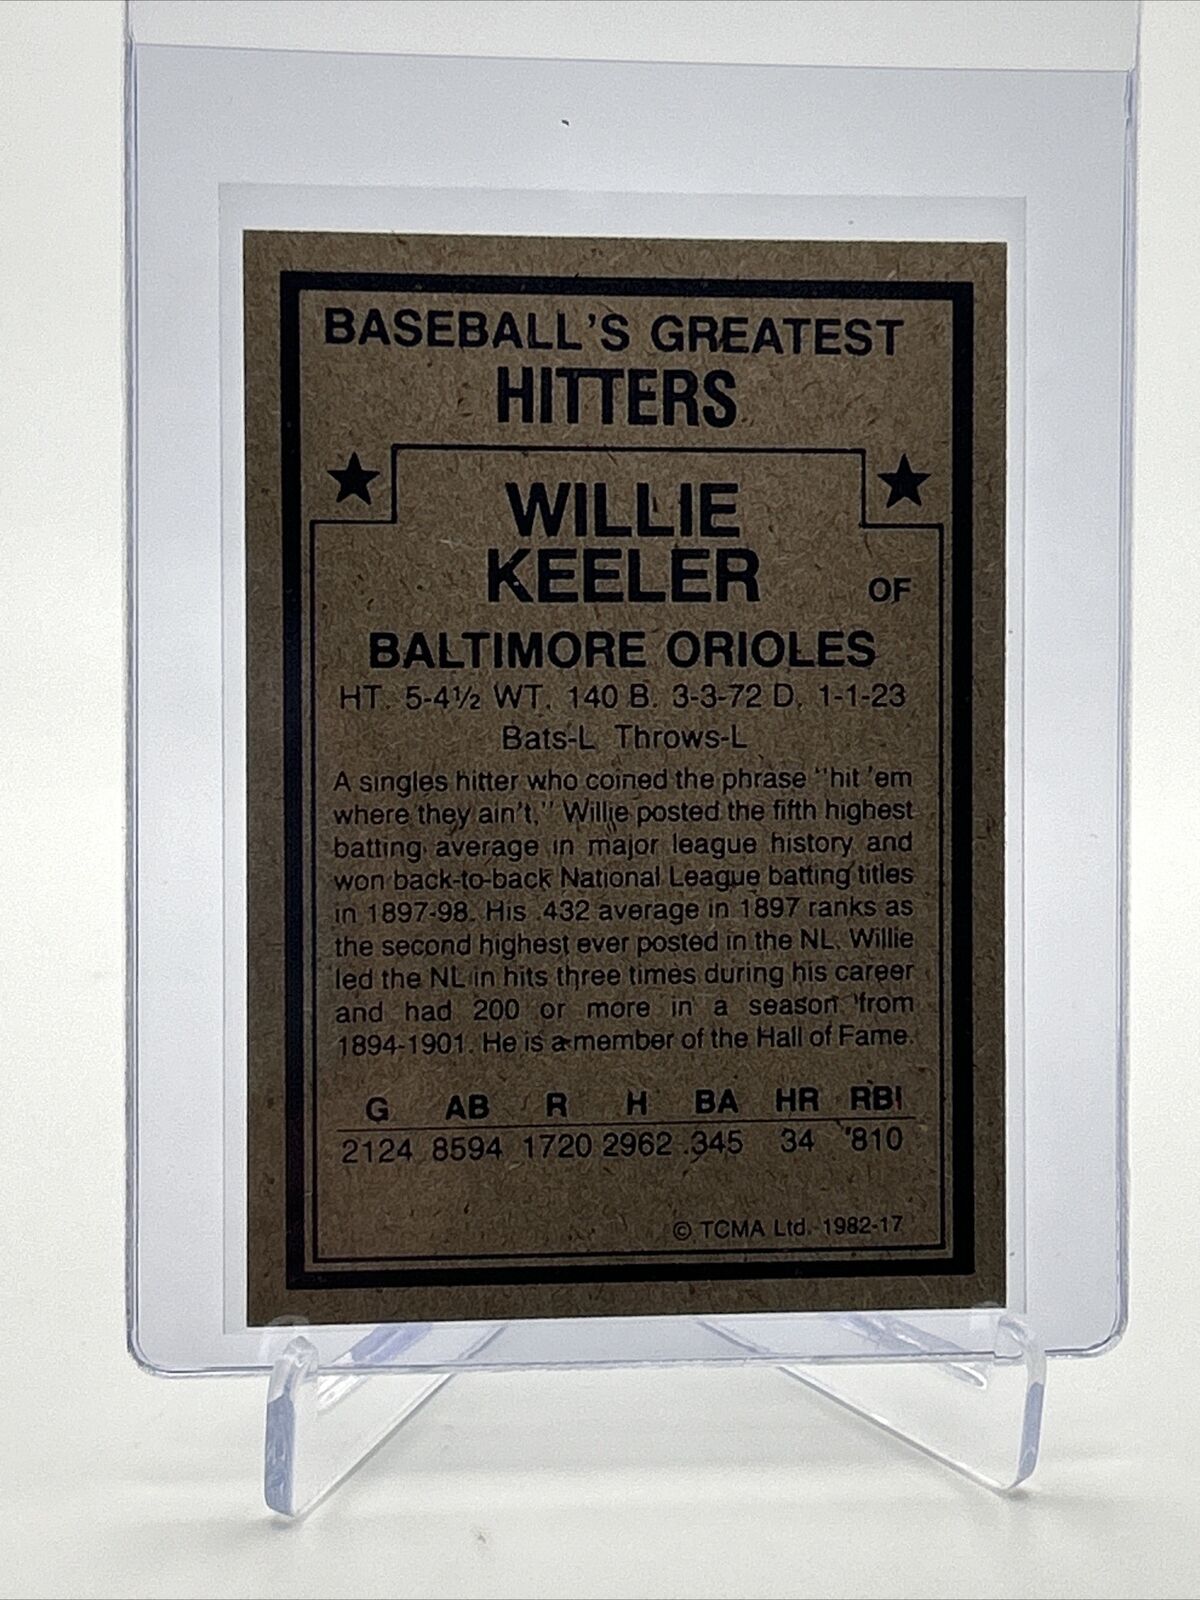 BASEBALL'S GREATEST
HITTERS
WILLIE
KEELER
OF
BALTIMORE ORIOLES
HT. 5-4½ WT. 140 B. 3-3-72 D. 1-1-23
Bats-L Throws-L
A singles hitter who coined the phrase "hit 'em
where they ain't," Willie posted the fifth highest
batting average in major league history and
won back-to-back National League batting titles
in 1897-98. His .432 average in 1897 ranks as
the second highest ever posted in the NL. Willie
led the NL in hits three times during his career
and had 200 or more in a season from
1894-1901. He is a member of the Hall of Fame.
G AB R H BA HR RBI
2124 8594 1720 2962 .345 34 810
© TCMA Ltd. 1982-17